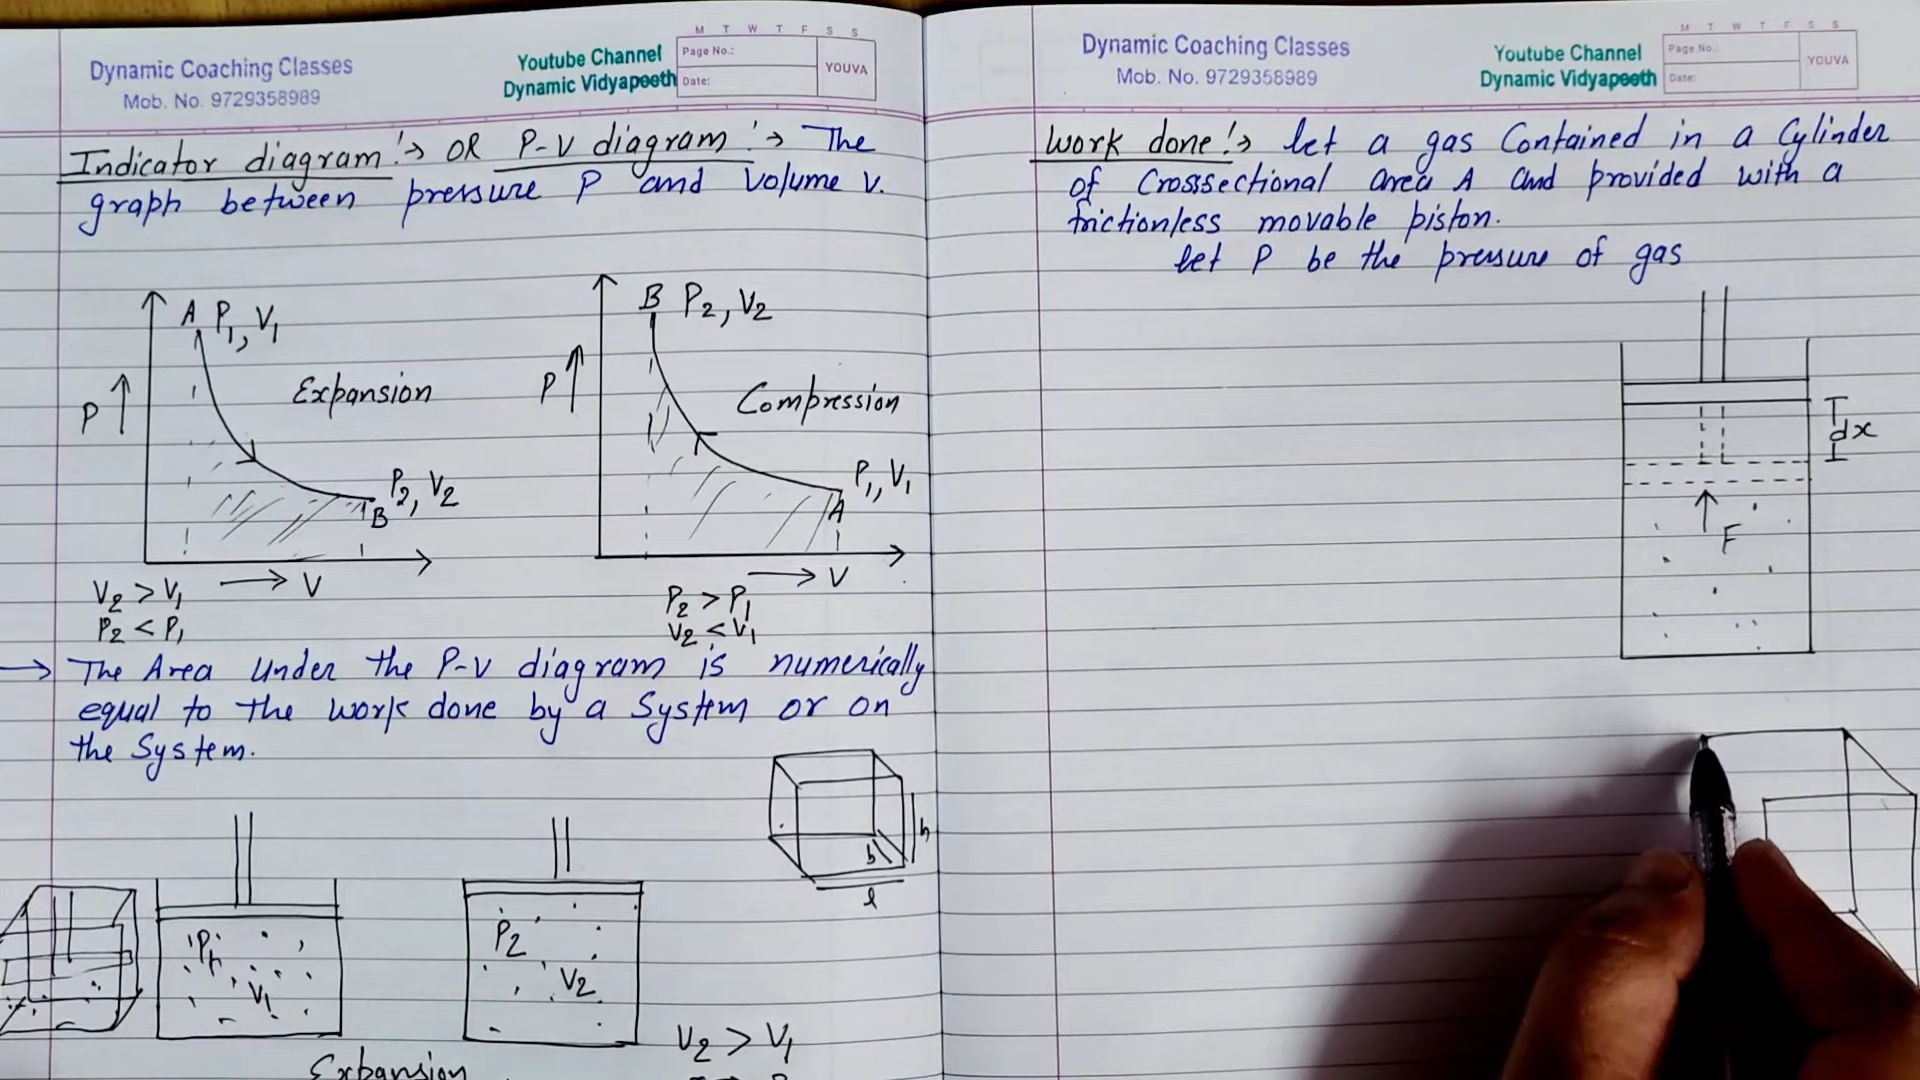 Dynamic Coaching Classes
Mob. No. 9729358989
Youtube Channel
Dynamic Vidyapeeth
M T W T F S S
Page No.:
Date:
YOUVA
Indicator diagram :→ OR P-V diagram :→ The
graph between pressure P and Volume V.
A P1, V1
Expansion
P
P2, V2
B
V
V2 > V1
P2 < P1
B P2, V2
Compression
P
P1, V1
A
V
P2 > P1
V2 < V1
→ The Area Under the P-V diagram is numerically
equal to the work done by a System or on
the System.
h
b
l
P1
V1
P2
V2
V2 > V1
Expansion
Dynamic Coaching Classes
Mob. No. 9729358989
Youtube Channel
Dynamic Vidyapeeth
M T W T F S S
Page No.:
Date:
YOUVA
Work done :→ let a gas Contained in a Cylinder
of Crosssectional area A and provided with a
frictionless movable piston.
let P be the pressure of gas
dx
F